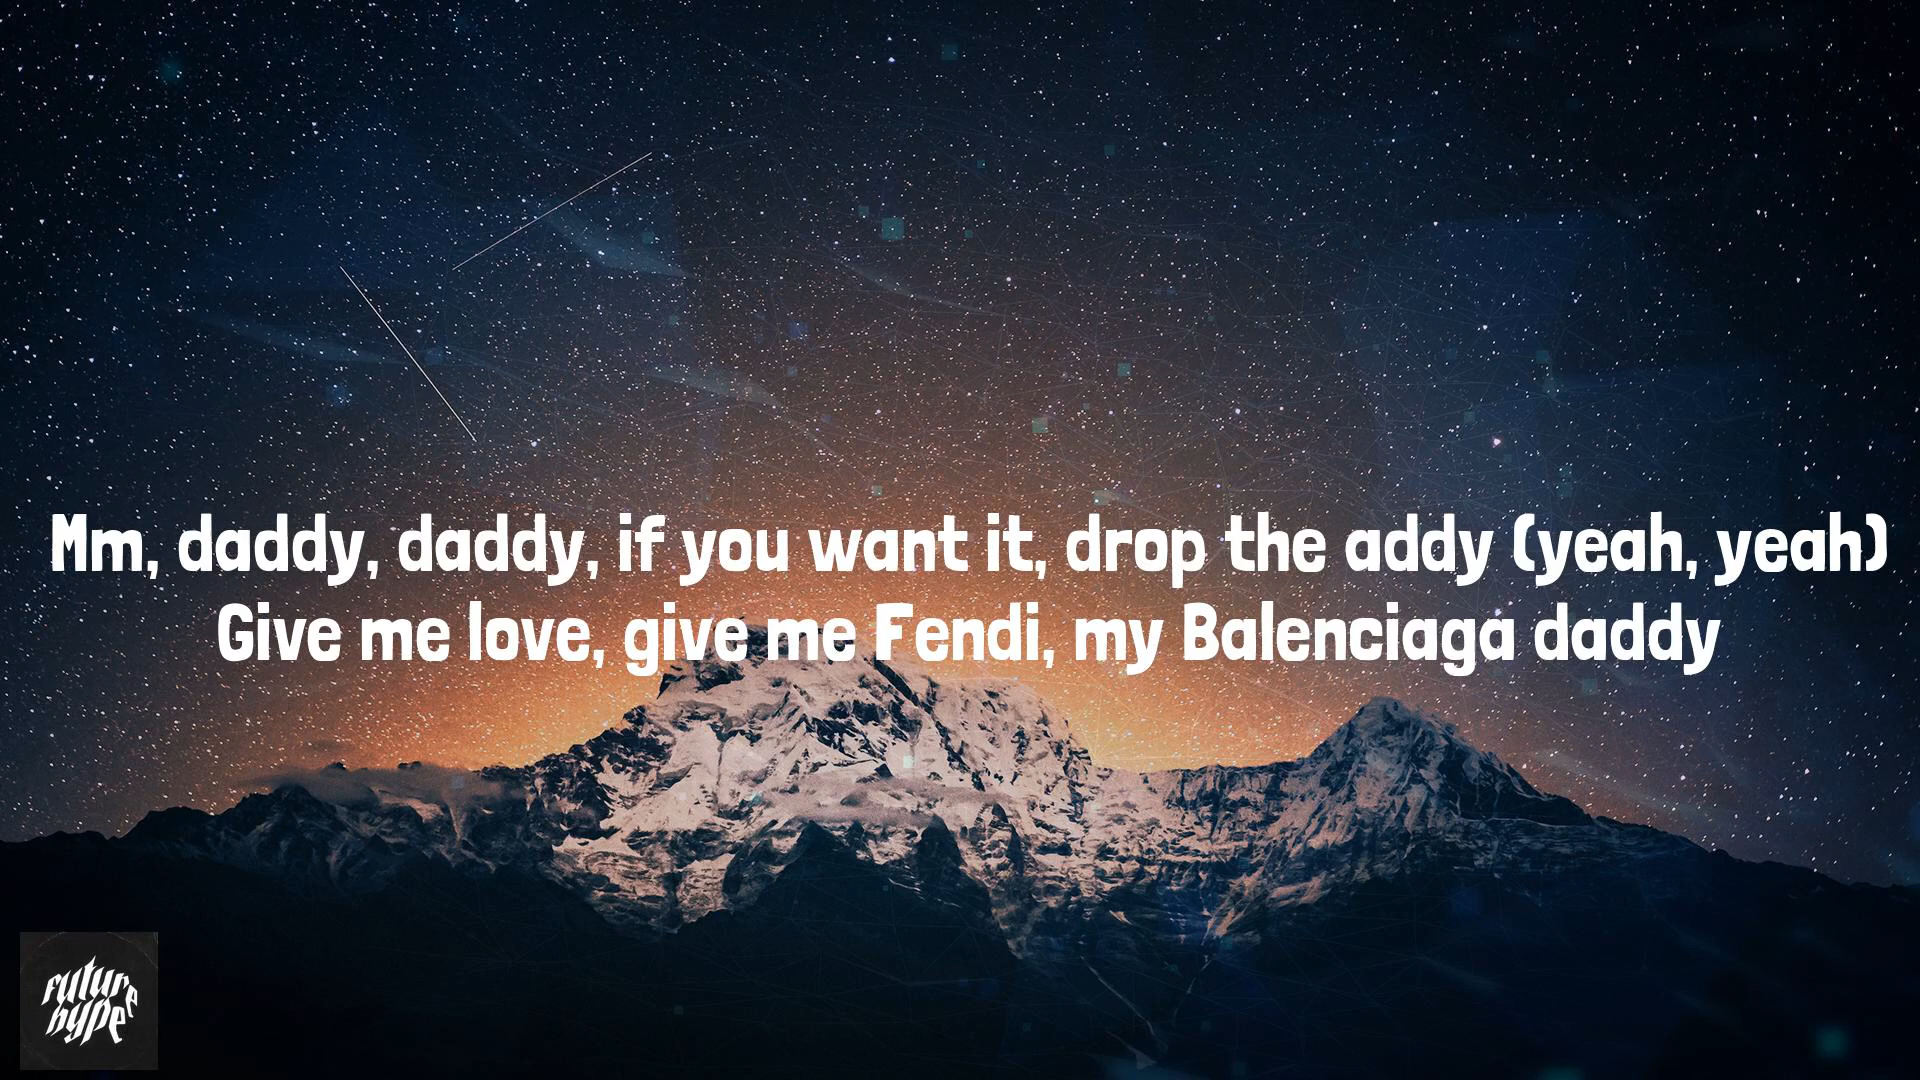 Mm, daddy, daddy, if you want it, drop the addy (yeah, yeah)
Give me love, give me Fendi, my Balenciaga daddy
future
hype